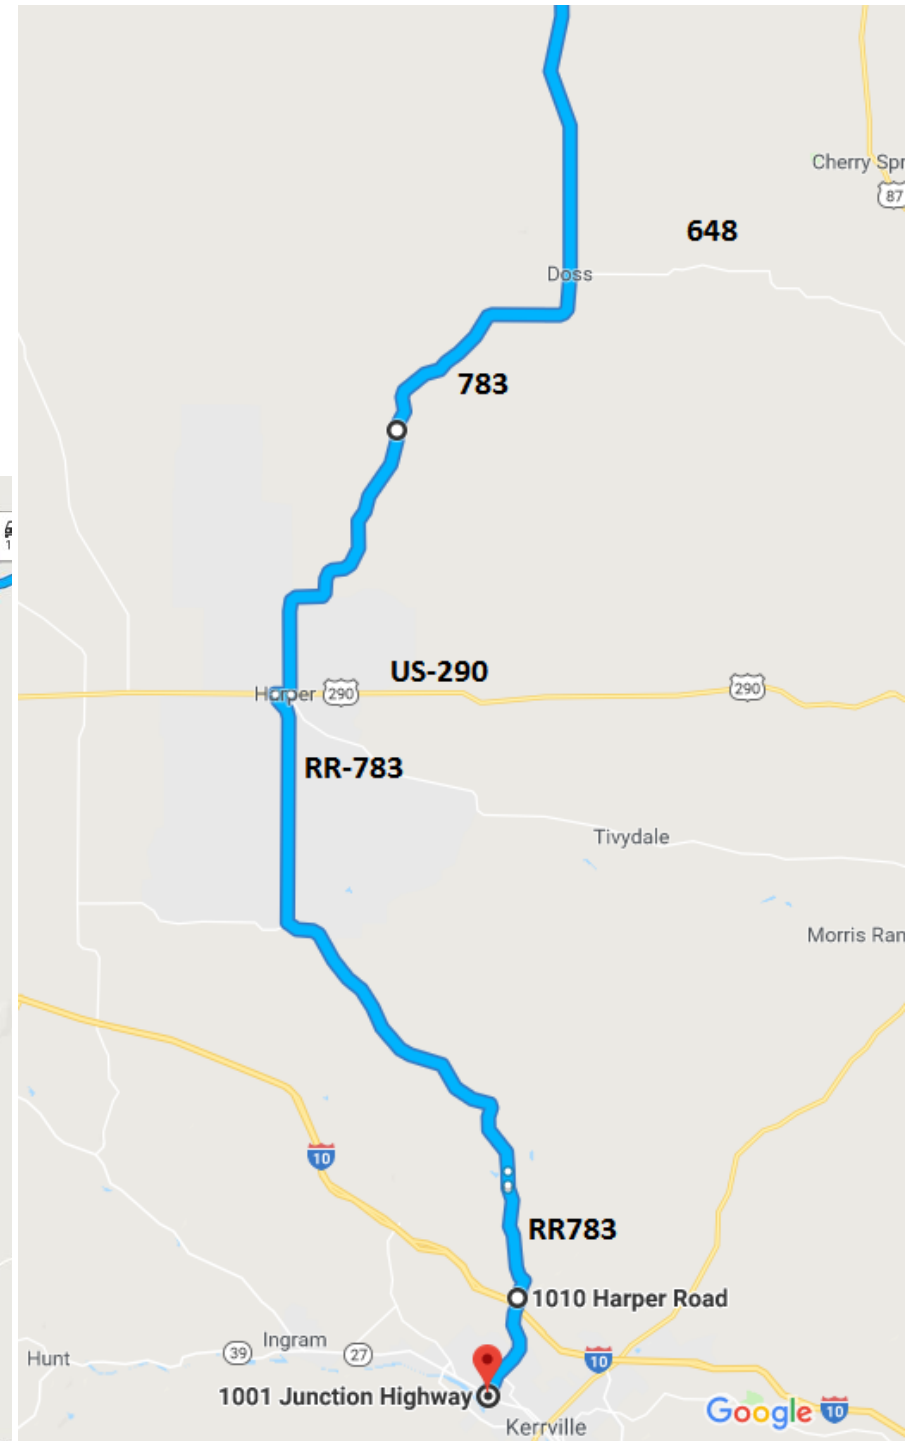 Cherry Spr
87
648
Doss
783
1
US-290
Harper
290
290
RR-783
Tivydale
Morris Ran
10
RR783
1010 Harper Road
Ingram
39
27
Hunt
10
1001 Junction Highway
Kerrville
Google
10